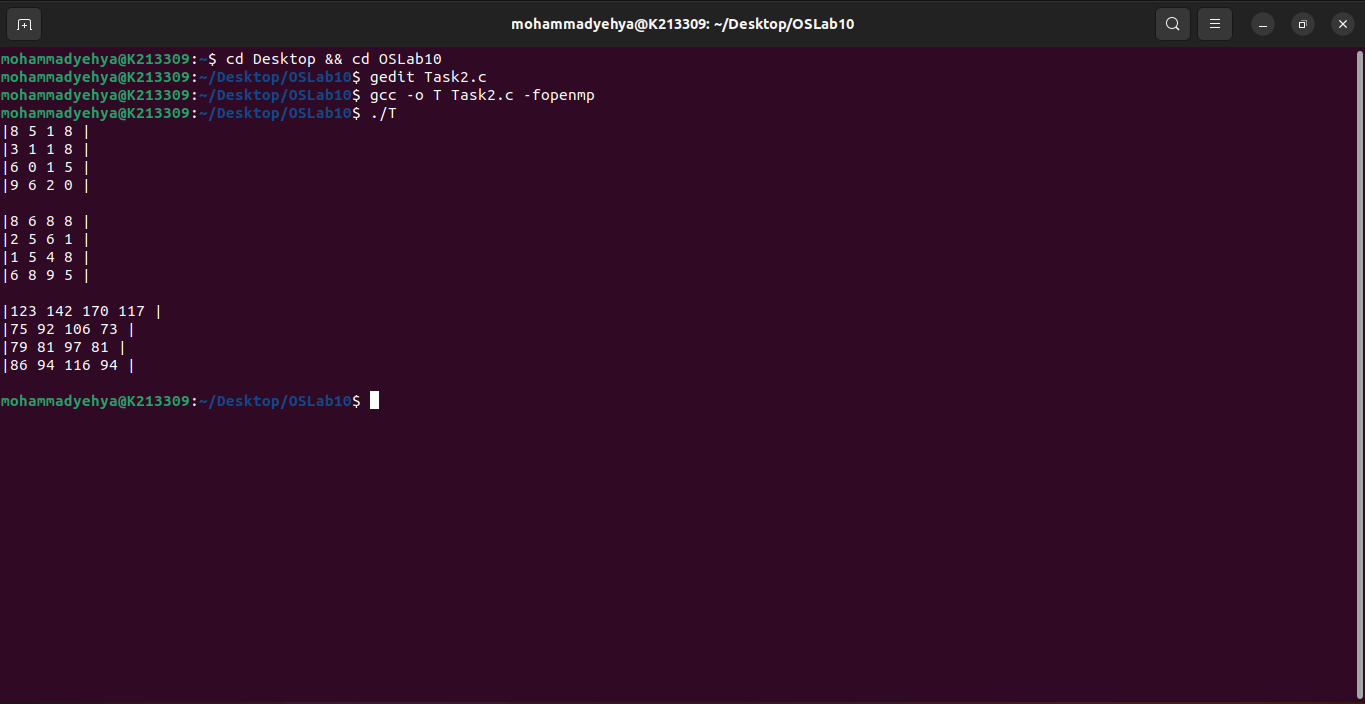 mohammadyehya@K213309: ~/Desktop/OSLab10
mohammadyehya@K213309:~$ cd Desktop && cd OSLab10
mohammadyehya@K213309:~/Desktop/OSLab10$ gedit Task2.c
mohammadyehya@K213309:~/Desktop/OSLab10$ gcc -o T Task2.c -fopenmp
mohammadyehya@K213309:~/Desktop/OSLab10$ ./T
|8 5 1 8 |
|3 1 1 8 |
|6 0 1 5 |
|9 6 2 0 |
|8 6 8 8 |
|2 5 6 1 |
|1 5 4 8 |
|6 8 9 5 |
|123 142 170 117 |
|75 92 106 73 |
|79 81 97 81 |
|86 94 116 94 |
mohammadyehya@K213309:~/Desktop/OSLab10$